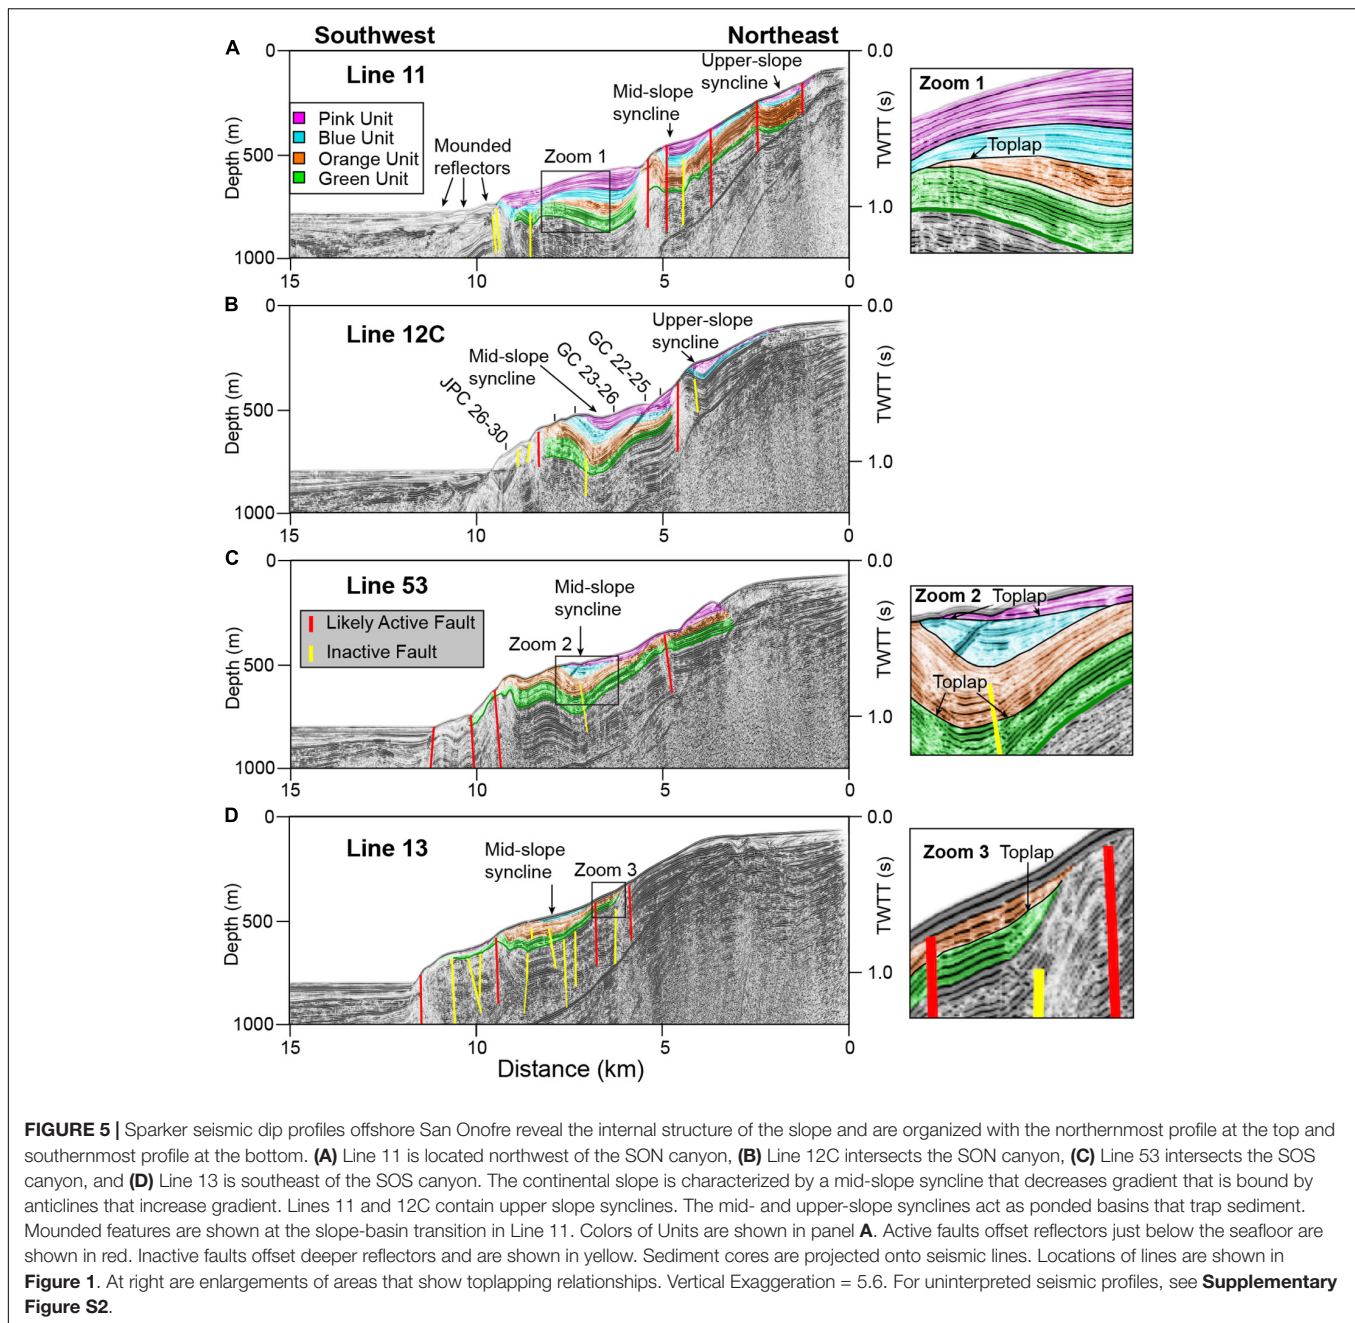 Southwest
Northeast
A
0
0.0
Line 11
Upper-slope
syncline
Mid-slope
syncline
Pink Unit
Blue Unit
Orange Unit
Green Unit
Mounded
reflectors
Zoom 1
Depth (m)
500
1000
TWTT (s)
1.0
15
10
5
0
Zoom 1
Toplap
B
0
0.0
Line 12C
Upper-slope
syncline
Mid-slope
syncline
GC 22-25
GC 23-26
JPC 26-30
Depth (m)
500
1000
TWTT (s)
1.0
15
10
5
0
C
0
0.0
Line 53
Mid-slope
syncline
Likely Active Fault
Inactive Fault
Zoom 2
Depth (m)
500
1000
TWTT (s)
1.0
15
10
5
0
Zoom 2
Toplap
Toplap
D
0
0.0
Line 13
Mid-slope
syncline
Zoom 3
Depth (m)
500
1000
TWTT (s)
1.0
15
10
5
0
Distance (km)
Zoom 3
Toplap
FIGURE 5 | Sparker seismic dip profiles offshore San Onofre reveal the internal structure of the slope and are organized with the northernmost profile at the top and
southernmost profile at the bottom. (A) Line 11 is located northwest of the SON canyon, (B) Line 12C intersects the SON canyon, (C) Line 53 intersects the SOS
canyon, and (D) Line 13 is southeast of the SOS canyon. The continental slope is characterized by a mid-slope syncline that decreases gradient that is bound by
anticlines that increase gradient. Lines 11 and 12C contain upper slope synclines. The mid- and upper-slope synclines act as ponded basins that trap sediment.
Mounded features are shown at the slope-basin transition in Line 11. Colors of Units are shown in panel A. Active faults offset reflectors just below the seafloor are
shown in red. Inactive faults offset deeper reflectors and are shown in yellow. Sediment cores are projected onto seismic lines. Locations of lines are shown in
Figure 1. At right are enlargements of areas that show toplapping relationships. Vertical Exaggeration = 5.6. For uninterpreted seismic profiles, see Supplementary
Figure S2.